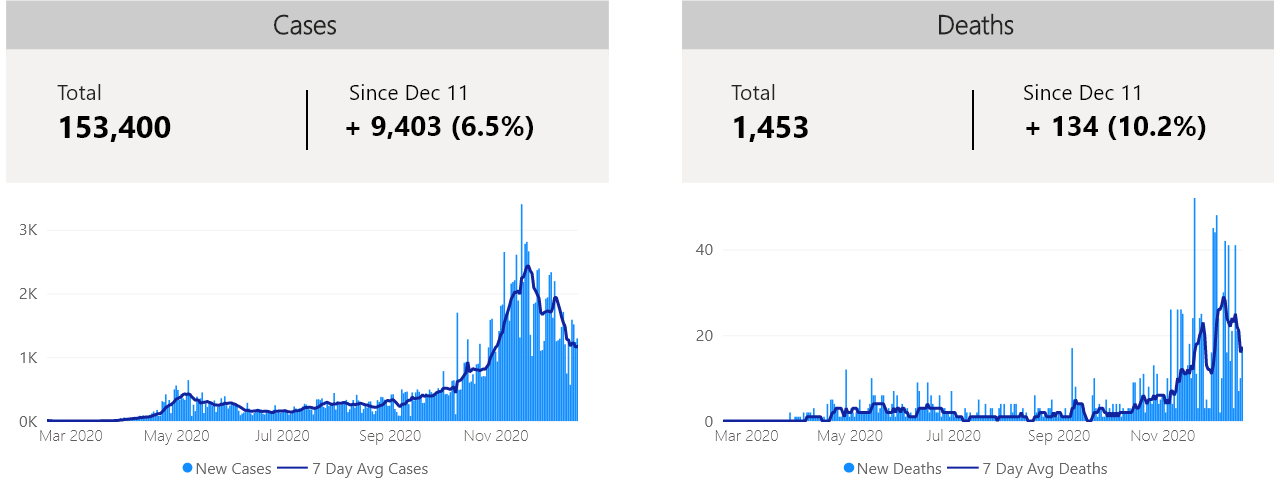 Cases
Total
153,400
Since Dec 11
+ 9,403 (6.5%)
3K
2K
1K
0K
Mar 2020 May 2020 Jul 2020 Sep 2020 Nov 2020
New Cases 7 Day Avg Cases
Deaths
Total
1,453
Since Dec 11
+ 134 (10.2%)
40
20
0
Mar 2020 May 2020 Jul 2020 Sep 2020 Nov 2020
New Deaths 7 Day Avg Deaths